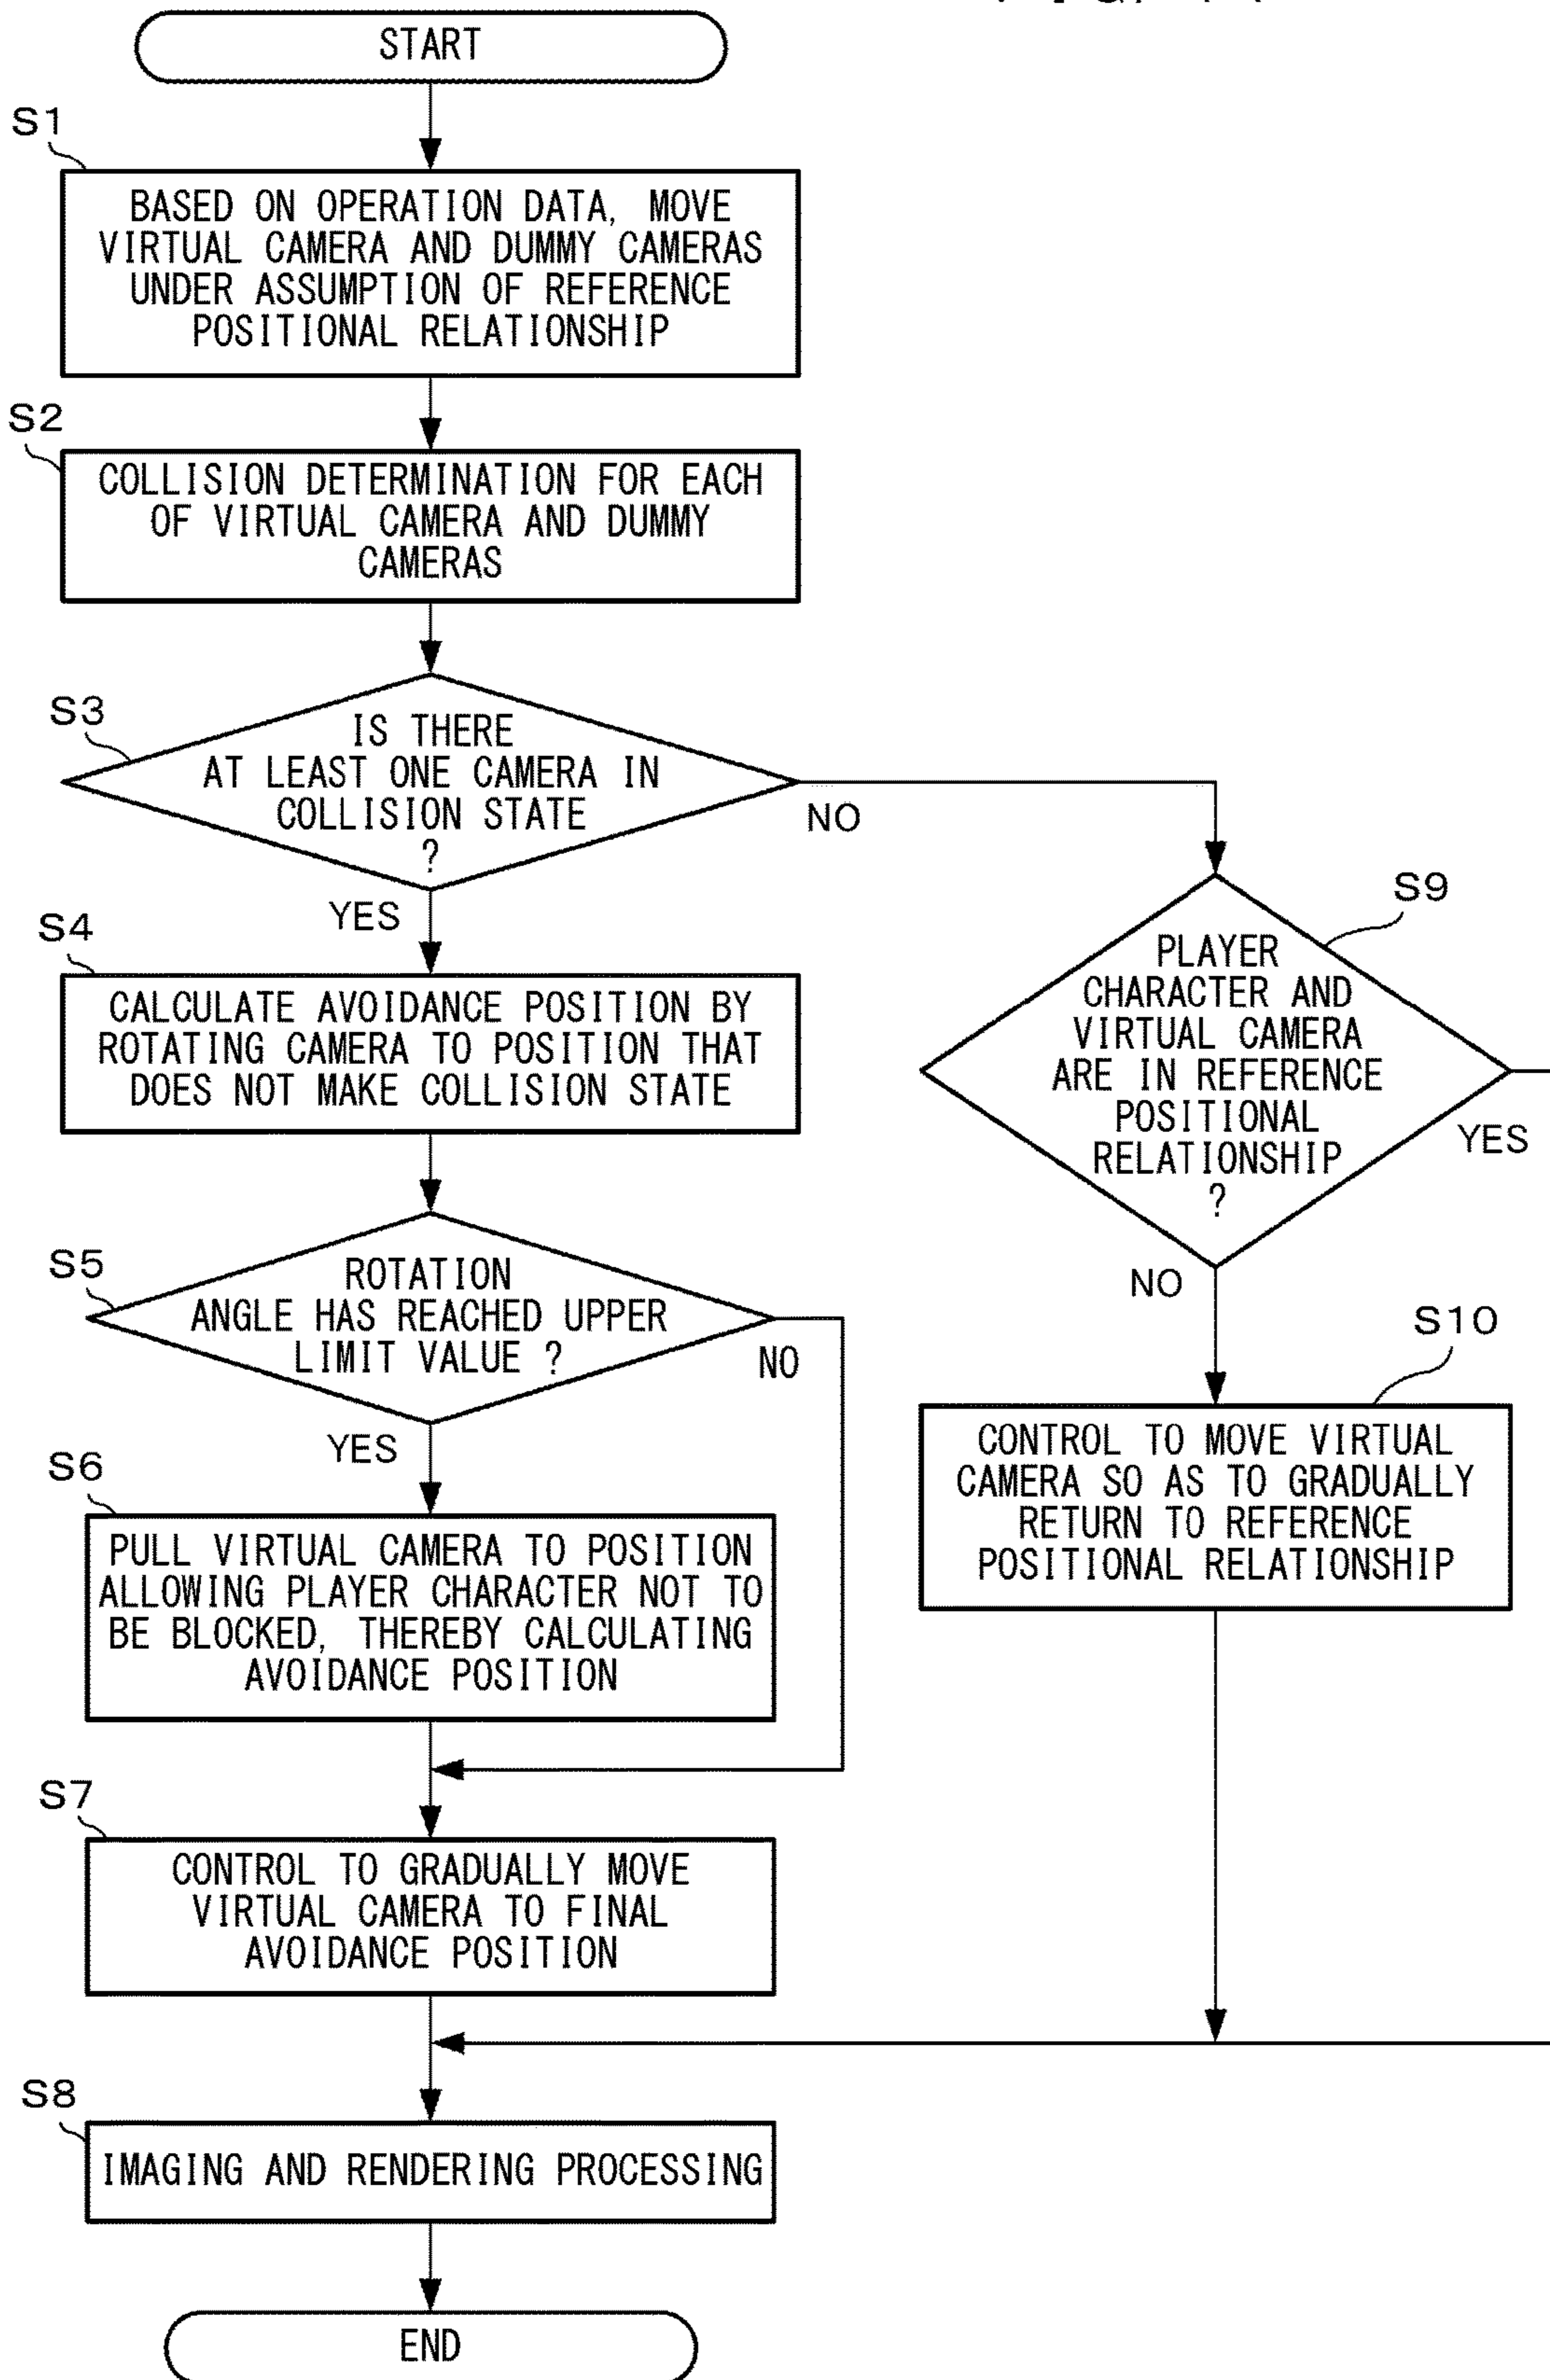 START
S1
BASED ON OPERATION DATA, MOVE
VIRTUAL CAMERA AND DUMMY CAMERAS
UNDER ASSUMPTION OF REFERENCE
POSITIONAL RELATIONSHIP
S2
COLLISION DETERMINATION FOR EACH
OF VIRTUAL CAMERA AND DUMMY
CAMERAS
S3
IS THERE
AT LEAST ONE CAMERA IN
COLLISION STATE
?
NO
YES
S4
CALCULATE AVOIDANCE POSITION BY
ROTATING CAMERA TO POSITION THAT
DOES NOT MAKE COLLISION STATE
S5
ROTATION
ANGLE HAS REACHED UPPER
LIMIT VALUE ?
NO
YES
S6
PULL VIRTUAL CAMERA TO POSITION
ALLOWING PLAYER CHARACTER NOT TO
BE BLOCKED, THEREBY CALCULATING
AVOIDANCE POSITION
S7
CONTROL TO GRADUALLY MOVE
VIRTUAL CAMERA TO FINAL
AVOIDANCE POSITION
S8
IMAGING AND RENDERING PROCESSING
END
S9
PLAYER
CHARACTER AND
VIRTUAL CAMERA
ARE IN REFERENCE
POSITIONAL
RELATIONSHIP
?
YES
NO
S10
CONTROL TO MOVE VIRTUAL
CAMERA SO AS TO GRADUALLY
RETURN TO REFERENCE
POSITIONAL RELATIONSHIP